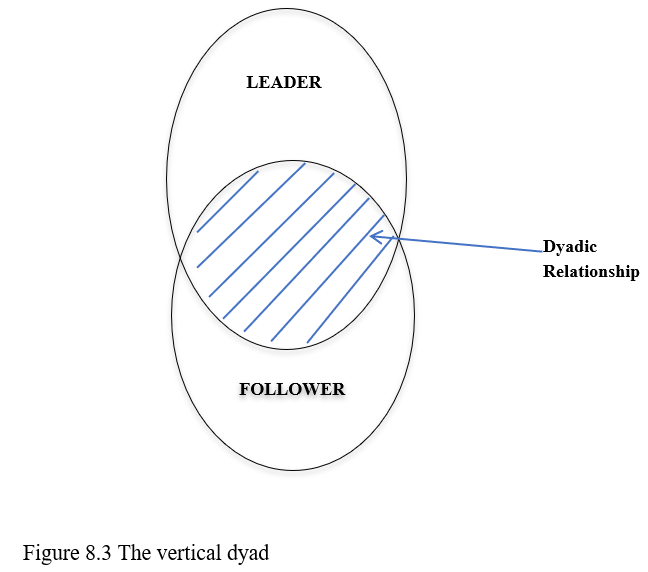 LEADER
Dyadic
Relationship
FOLLOWER
Figure 8.3 The vertical dyad